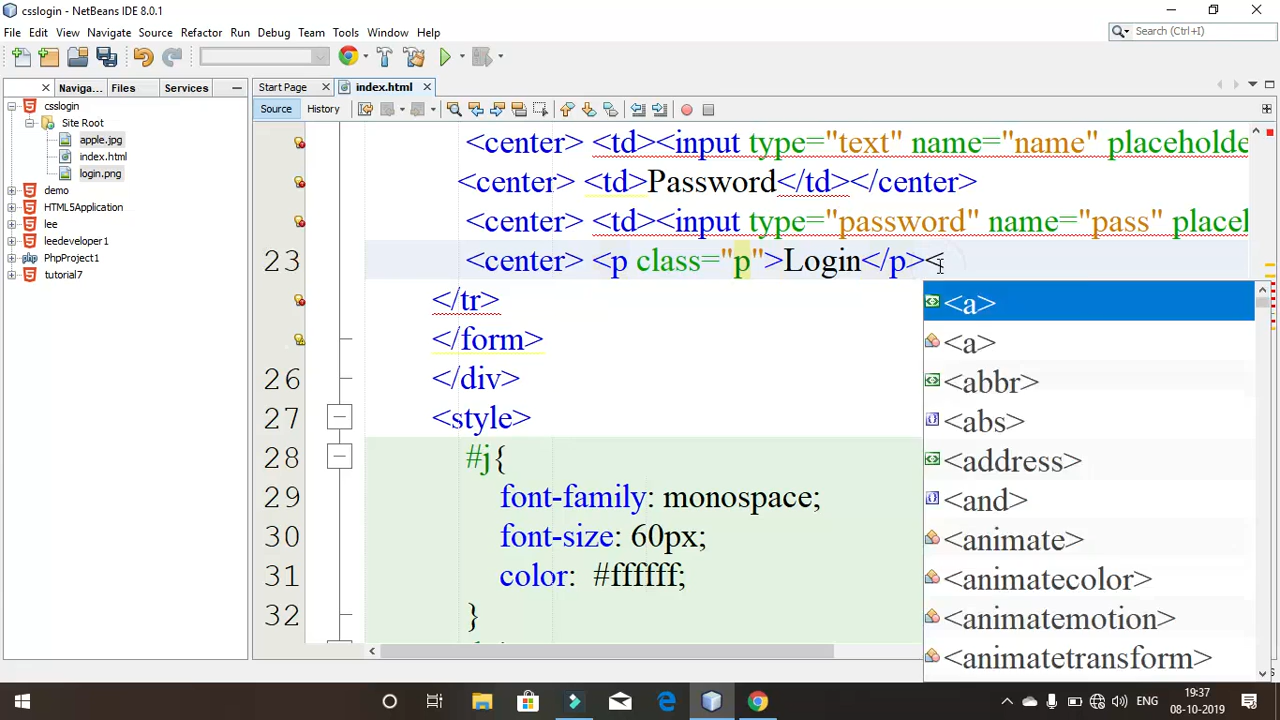 csslogin - NetBeans IDE 8.0.1
File Edit View Navigate Source Refactor Run Debug Team Tools Window Help
Search (Ctrl+I)
Naviga... Files Services
Start Page index.html
Source History
csslogin
Site Root
apple.jpg
index.html
login.png
demo
HTML5Application
lee
leedeveloper1
PhpProject1
tutorial7
<center> <td><input type="text" name="name" placeholde
<center> <td>Password</td></center>
<center> <td><input type="password" name="pass" placel
23 <center> <p class="p">Login</p><
</tr>
</form>
26 </div>
27 <style>
28 #j{
29 font-family: monospace;
30 font-size: 60px;
31 color: #ffffff;
32 }
<a>
<a>
<abbr>
<abs>
<address>
<and>
<animate>
<animatecolor>
<animatemotion>
<animatetransform>
ENG
19:37
08-10-2019